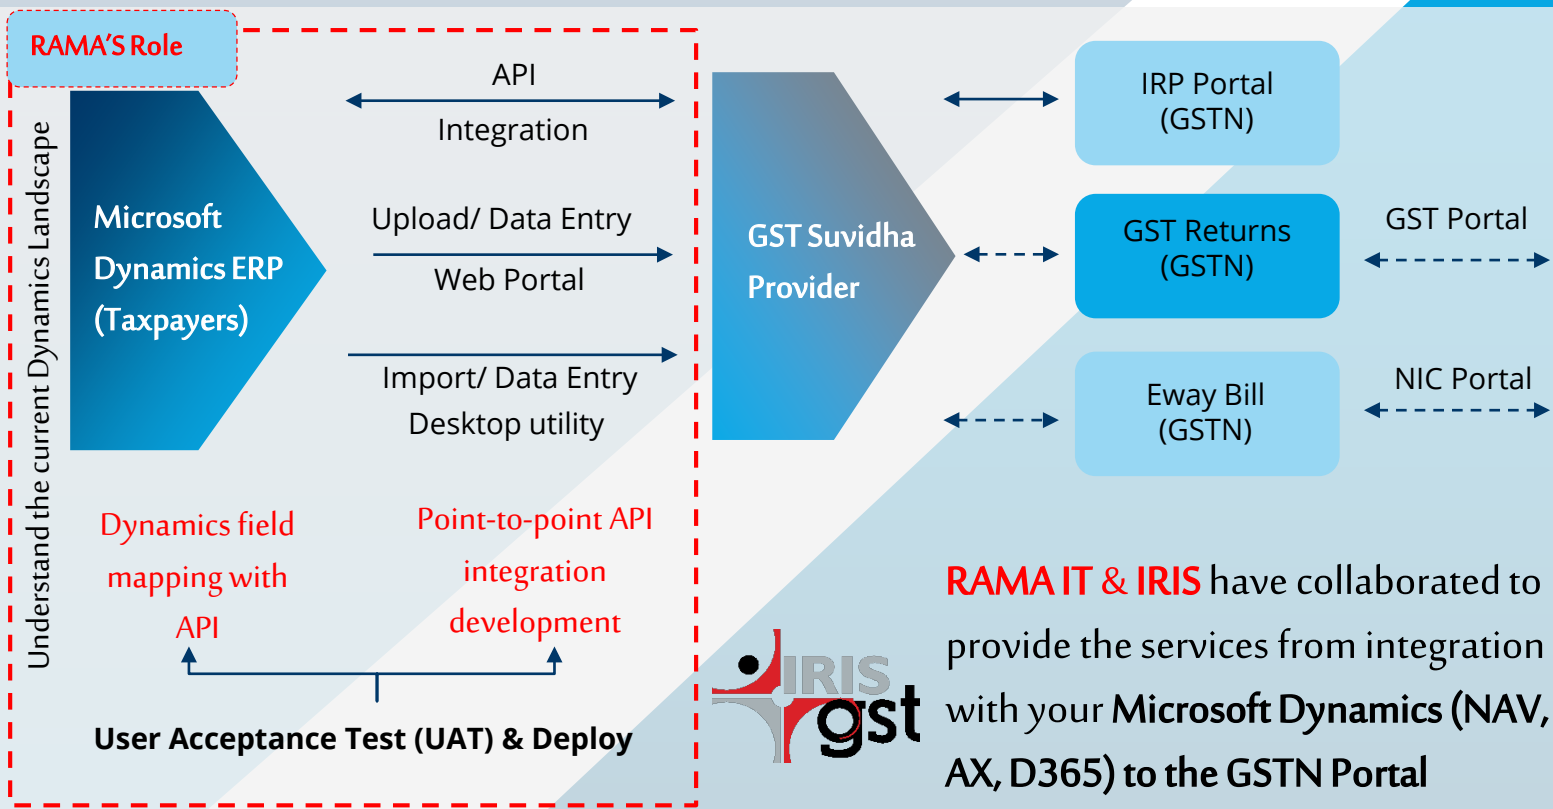 RAMA'S Role
Understand the current Dynamics Landscape
Microsoft
Dynamics ERP
(Taxpayers)
API
Integration
Upload/ Data Entry
Web Portal
Import/ Data Entry
Desktop utility
GST Suvidha
Provider
IRP Portal
(GSTN)
GST Returns
(GSTN)
GST Portal
Eway Bill
(GSTN)
NIC Portal
Dynamics field
mapping with
API
Point-to-point API
integration
development
User Acceptance Test (UAT) & Deploy
IRIS
gst
RAMA IT & IRIS have collaborated to
provide the services from integration
with your Microsoft Dynamics (NAV,
AX, D365) to the GSTN Portal